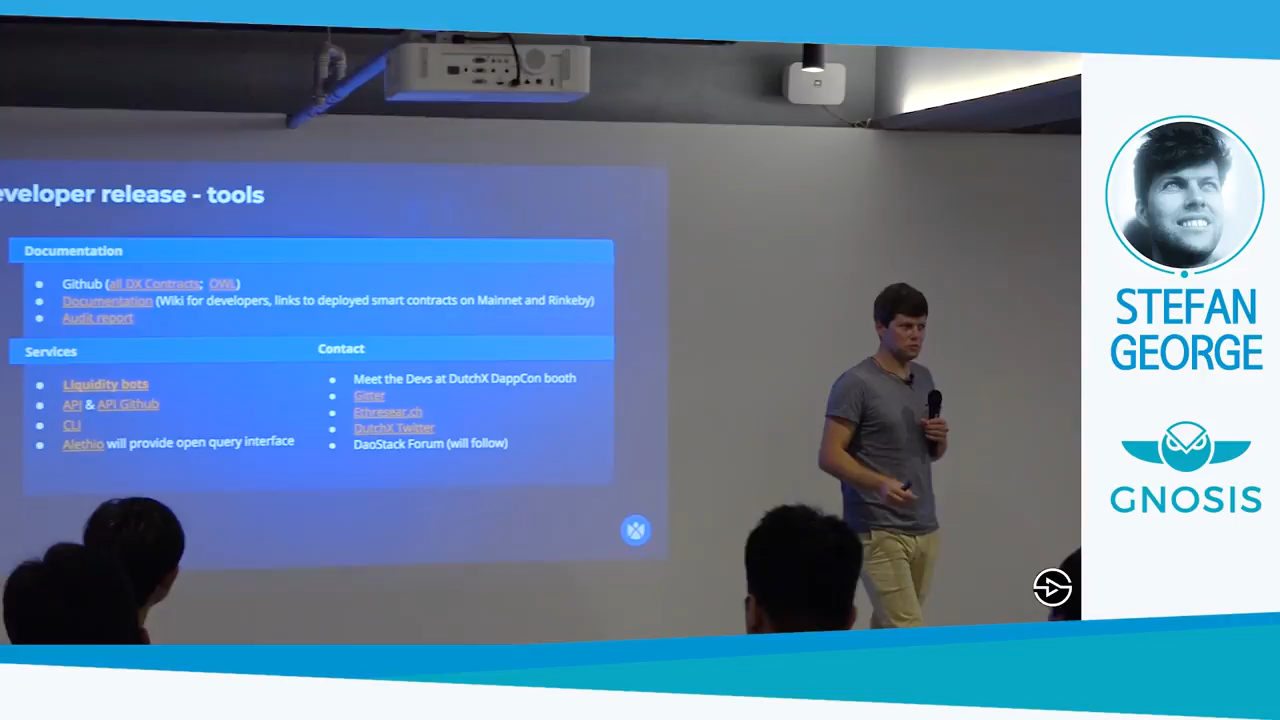 eveloper release - tools
Documentation
Github (all DX Contracts; OWL)
Documentation (Wiki for developers, links to deployed smart contracts on Mainnet and Rinkeby)
Audit report
Services
Liquidity bots
API & API Github
CLI
Alethio will provide open query interface
Contact
Meet the Devs at DutchX DappCon booth
Gitter
Ethresear.ch
DutchX Twitter
DaoStack Forum (will follow)
STEFAN
GEORGE
GNOSIS